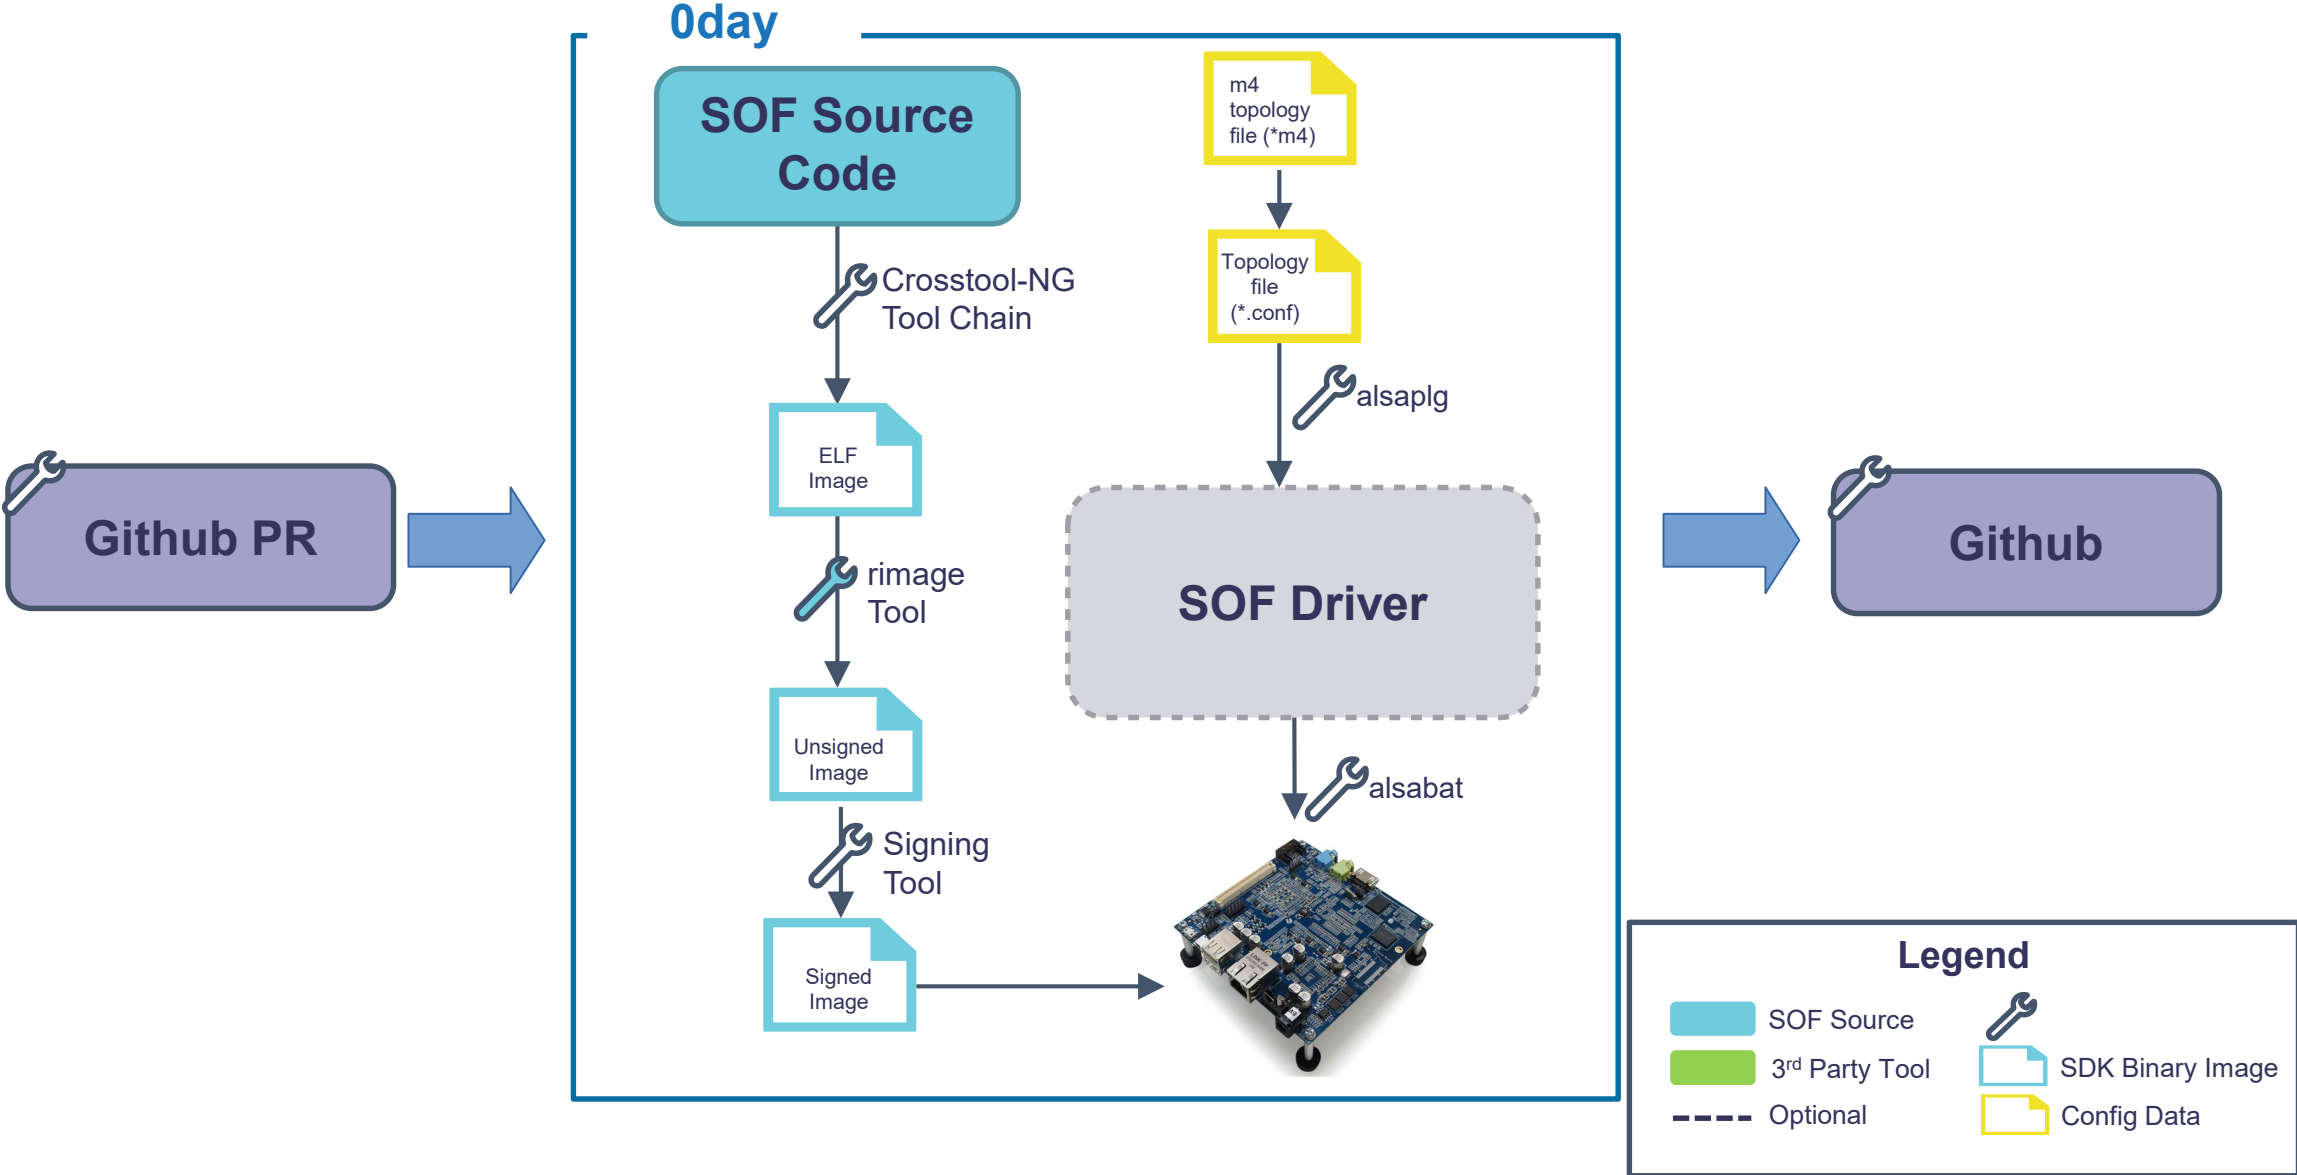 0day
SOF Source
Code
m4
topology
file (*m4)
Crosstool-NG
Tool Chain
Topology
file
(*.conf)
alsaplg
ELF
Image
Github PR
rimage
Tool
SOF Driver
Github
Unsigned
Image
alsabat
Signing
Tool
Signed
Image
Legend
SOF Source
3rd Party Tool
SDK Binary Image
Optional
Config Data